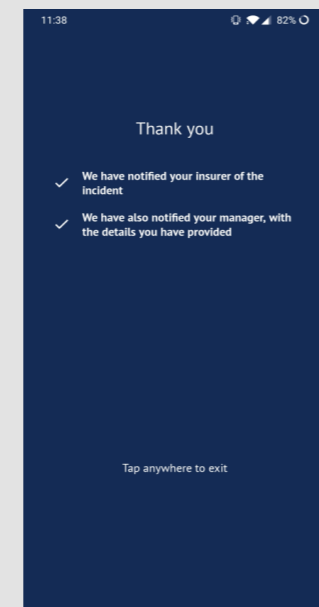 11:38 82%
Thank you
We have notified your insurer of the
incident
We have also notified your manager, with
the details you have provided
Tap anywhere to exit